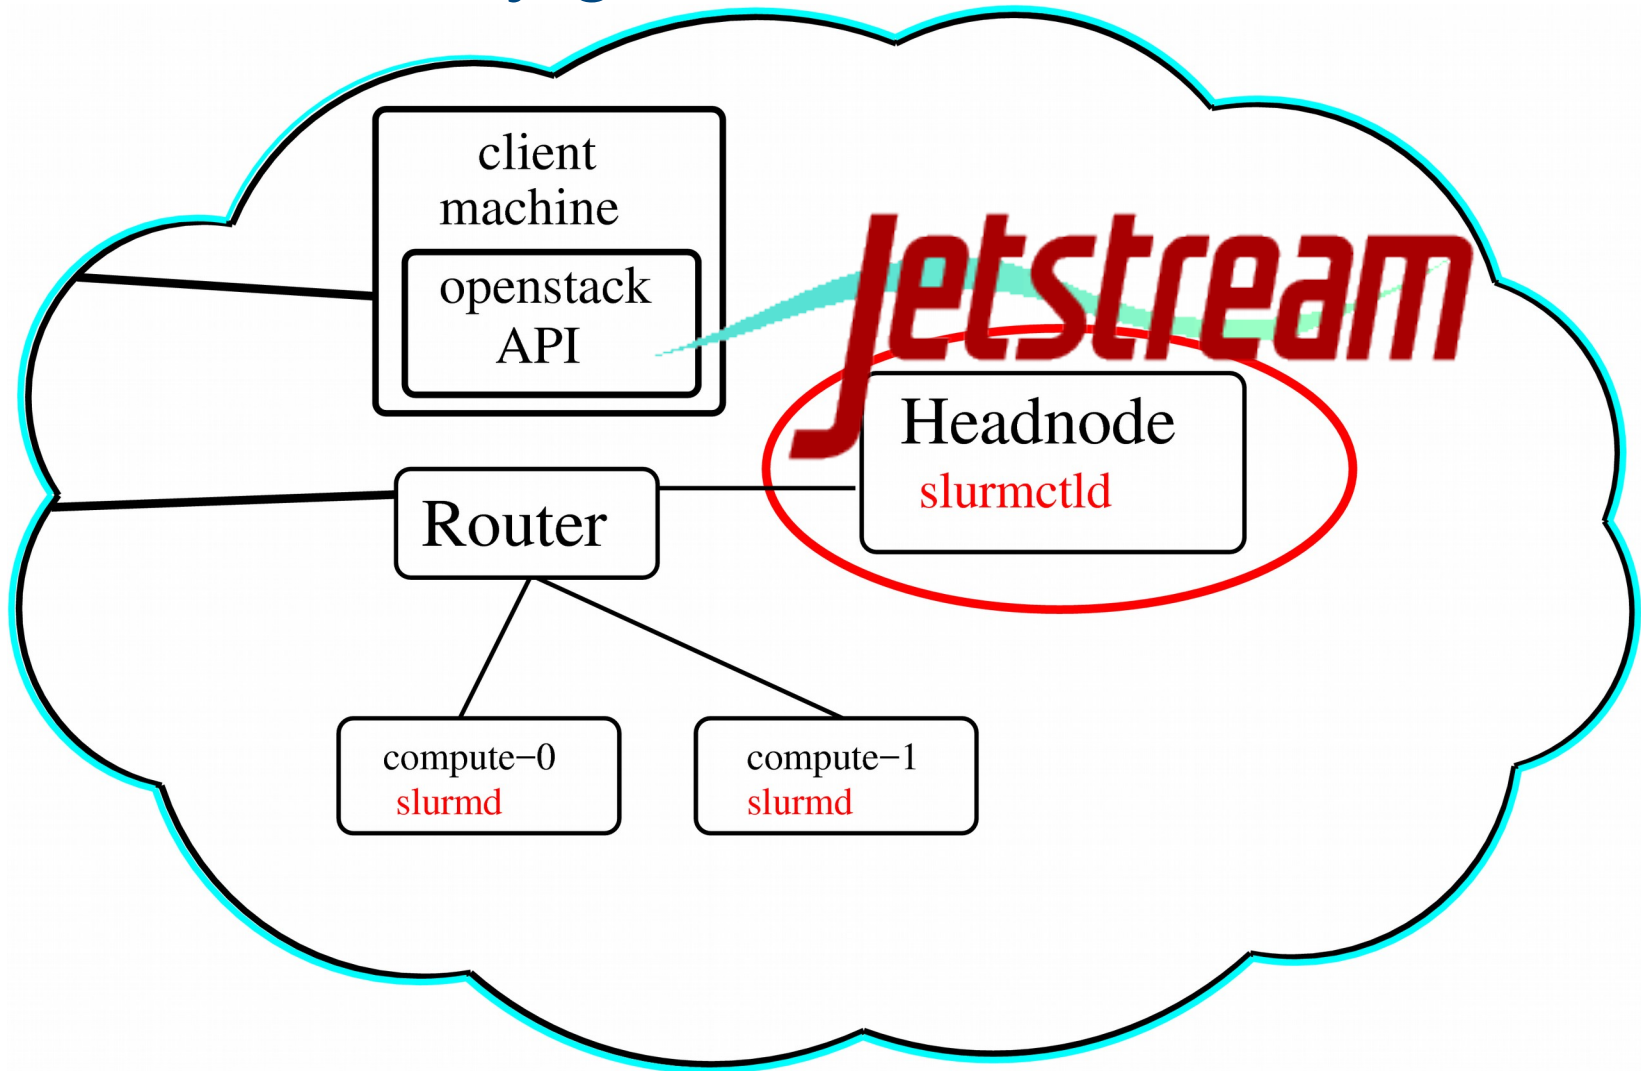 client
machine
openstack
API
Jetstream
Headnode
slurmctld
Router
compute−0
slurmd
compute−1
slurmd